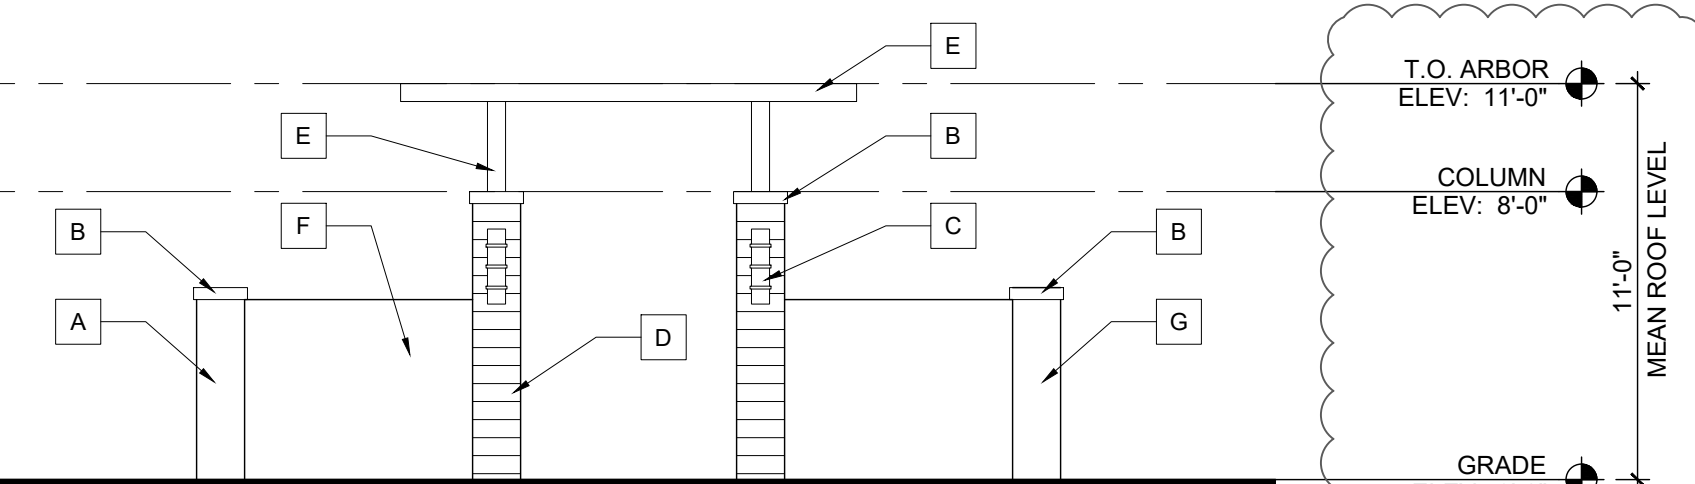 E
T.O. ARBOR
ELEV: 11'-0"
E
B
COLUMN
ELEV: 8'-0"
B
F
C
B
A
D
G
11'-0"
MEAN ROOF LEVEL
GRADE